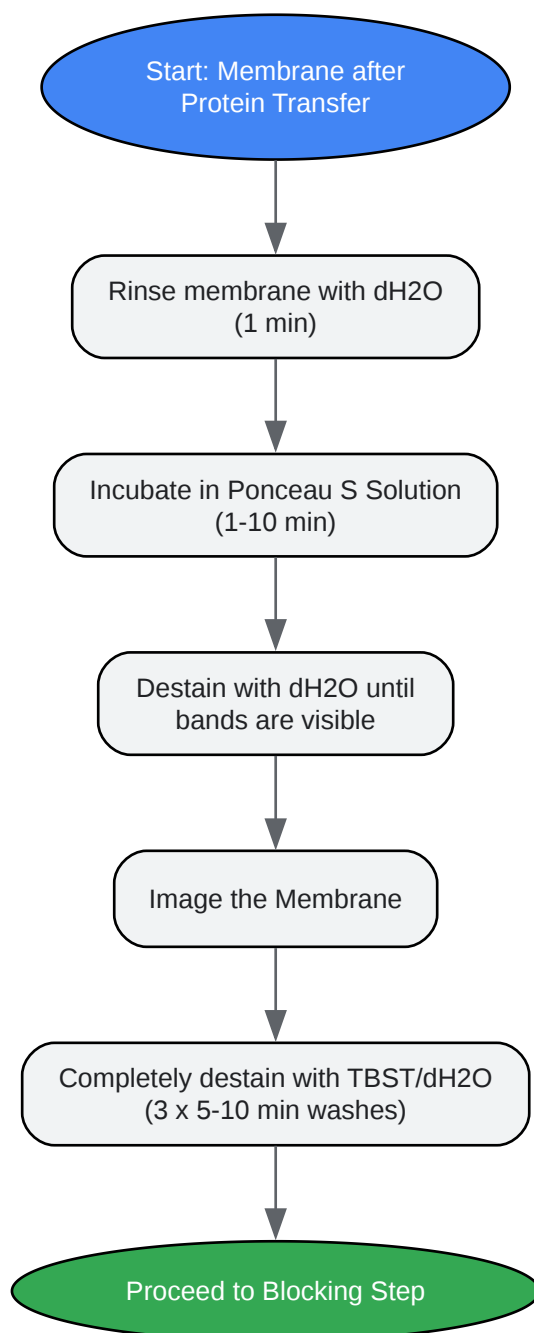 Start: Membrane after
Protein Transfer
Rinse membrane with dH2O
(1 min)
Incubate in Ponceau S Solution
(1-10 min)
Destain with dH2O until
bands are visible
Image the Membrane
Completely destain with TBST/dH2O
(3 x 5-10 min washes)
Proceed to Blocking Step